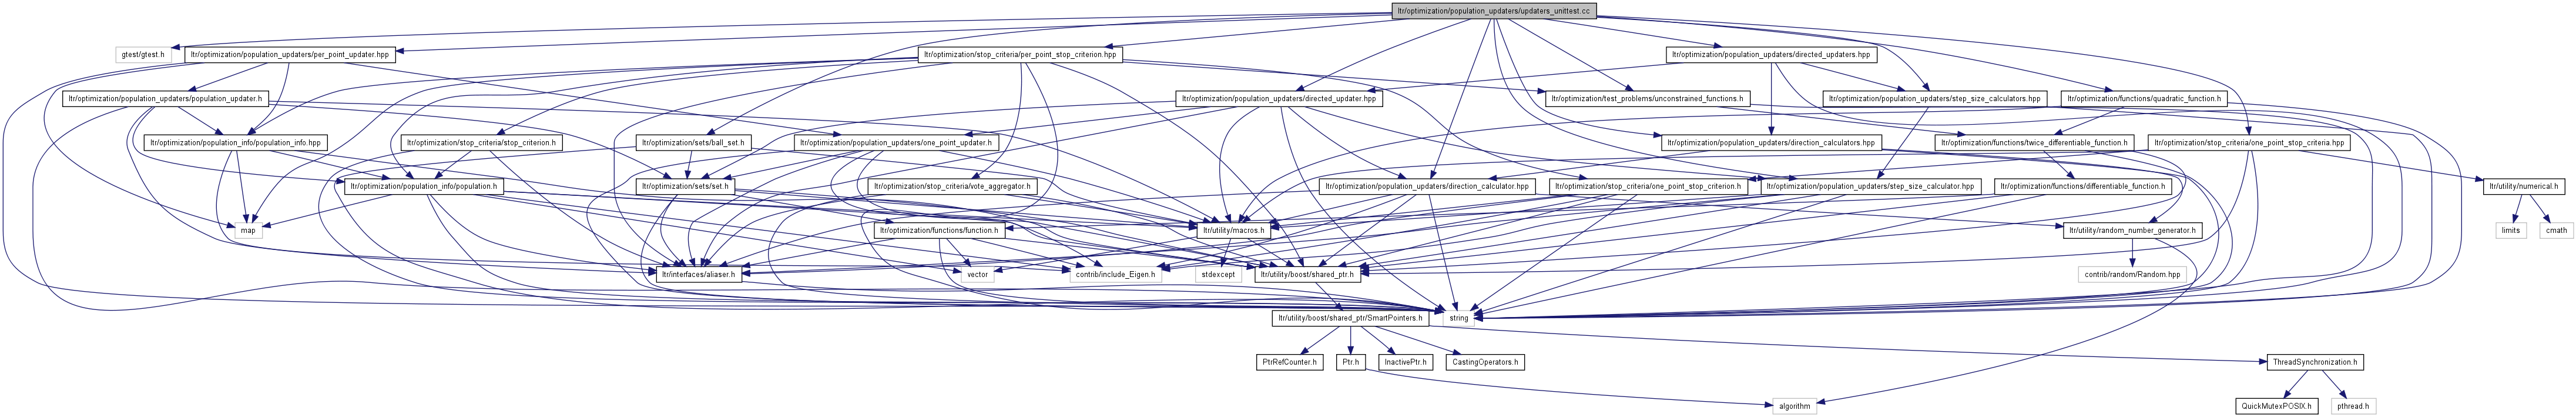 ltr/optimization/population_updaters/updaters_unittest.cc
gtest/gtest.h
ltr/optimization/population_updaters/per_point_updater.hpp
ltr/optimization/stop_criteria/per_point_stop_criterion.hpp
ltr/optimization/population_updaters/directed_updaters.hpp
ltr/optimization/population_updaters/population_updater.h
ltr/optimization/population_updaters/directed_updater.hpp
ltr/optimization/test_problems/unconstrained_functions.h
ltr/optimization/population_updaters/step_size_calculators.hpp
ltr/optimization/functions/quadratic_function.h
ltr/optimization/population_info/population_info.hpp
ltr/optimization/stop_criteria/stop_criterion.h
ltr/optimization/sets/ball_set.h
ltr/optimization/population_updaters/one_point_updater.h
ltr/optimization/population_updaters/direction_calculators.hpp
ltr/optimization/functions/twice_differentiable_function.h
ltr/optimization/stop_criteria/one_point_stop_criteria.hpp
ltr/optimization/population_info/population.h
ltr/optimization/sets/set.h
ltr/optimization/stop_criteria/vote_aggregator.h
ltr/optimization/population_updaters/direction_calculator.hpp
ltr/optimization/stop_criteria/one_point_stop_criterion.h
ltr/optimization/population_updaters/step_size_calculator.hpp
ltr/optimization/functions/differentiable_function.h
ltr/utility/numerical.h
map
ltr/optimization/functions/function.h
ltr/utility/macros.h
ltr/utility/random_number_generator.h
limits
cmath
ltr/interfaces/aliaser.h
vector
contrib/include_Eigen.h
stdexcept
ltr/utility/boost/shared_ptr.h
contrib/random/Random.hpp
ltr/utility/boost/shared_ptr/SmartPointers.h
string
PtrRefCounter.h
Ptr.h
InactivePtr.h
CastingOperators.h
ThreadSynchronization.h
algorithm
QuickMutexPOSIX.h
pthread.h